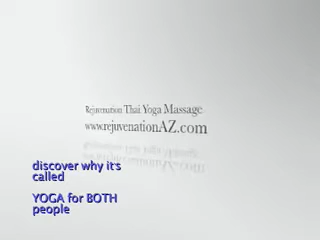 Rejuvenation Thai Yoga Massage
www.rejuvenationAZ.com
discover why it's
called
YOGA for BOTH
people